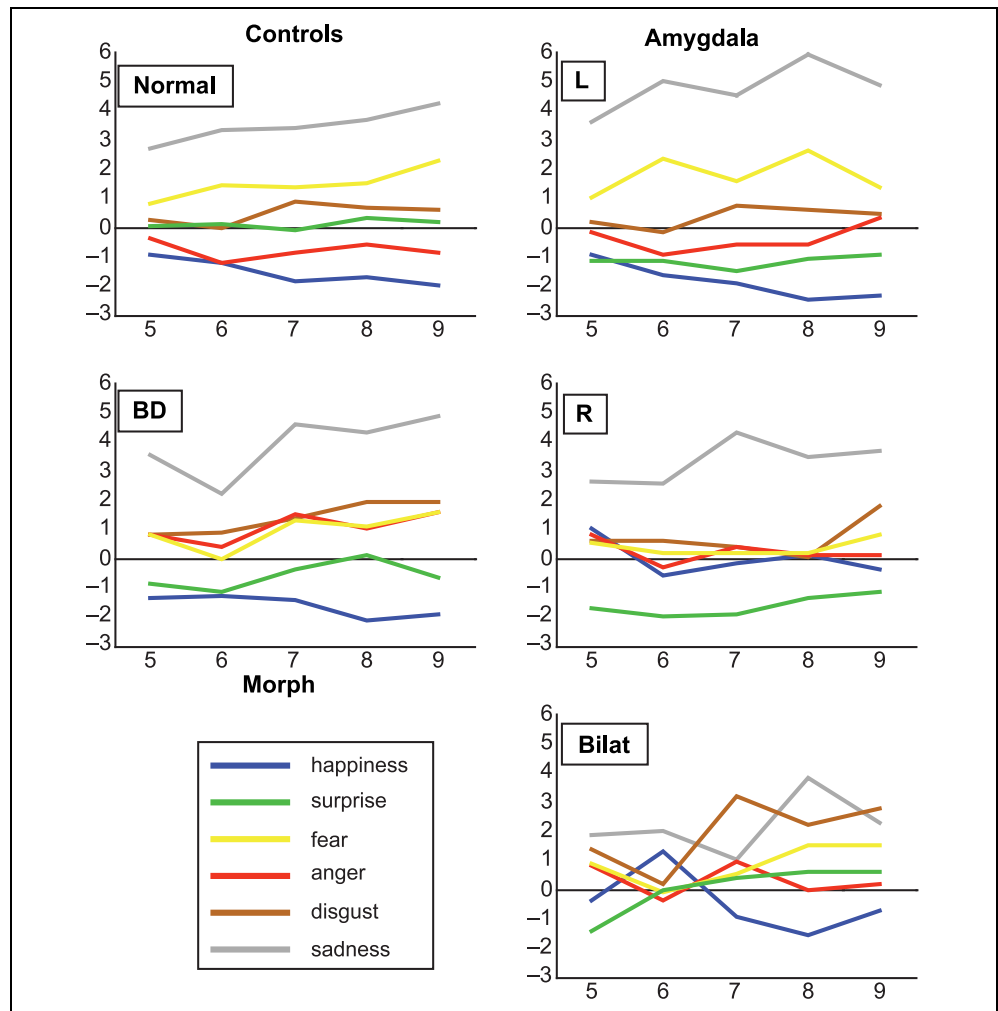 Controls
Amygdala
Normal
6
5
4
3
2
1
0
–1
–2
–3
5 6 7 8 9
L
6
5
4
3
2
1
0
–1
–2
–3
5 6 7 8 9
BD
6
5
4
3
2
1
0
–1
–2
–3
5 6 7 8 9
Morph
R
6
5
4
3
2
1
0
–1
–2
–3
5 6 7 8 9
Bilat
6
5
4
3
2
1
0
–1
–2
–3
5 6 7 8 9
happiness
surprise
fear
anger
disgust
sadness